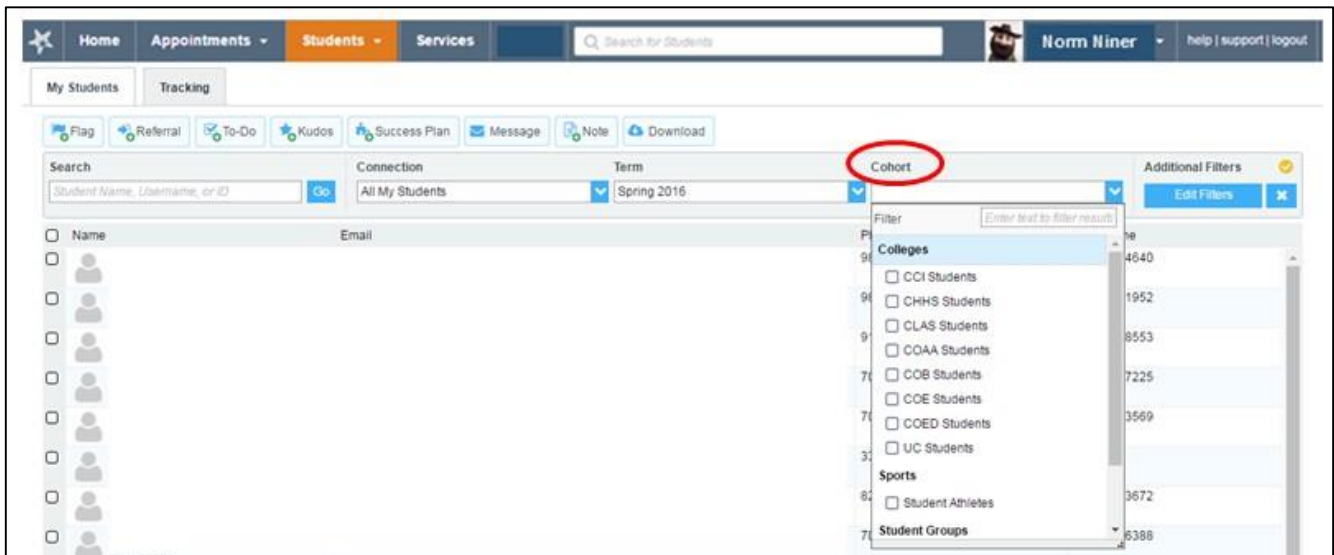 Home Appointments Students Services Search for Students Norm Niner help | support | logout
My Students Tracking
Flag Referral To-Do Kudos Success Plan Message Note Download
Search Connection Term Cohort Additional Filters
Student Name, Username, or ID Go All My Students Spring 2016 Edit Filters
Filter Enter text to filter results
Name Email
Colleges
4640
CCI Students
CHHS Students 1952
CLAS Students
8553
COAA Students
COB Students 7225
COE Students
COED Students 3569
UC Students
Sports
Student Athletes 3672
Student Groups 6388